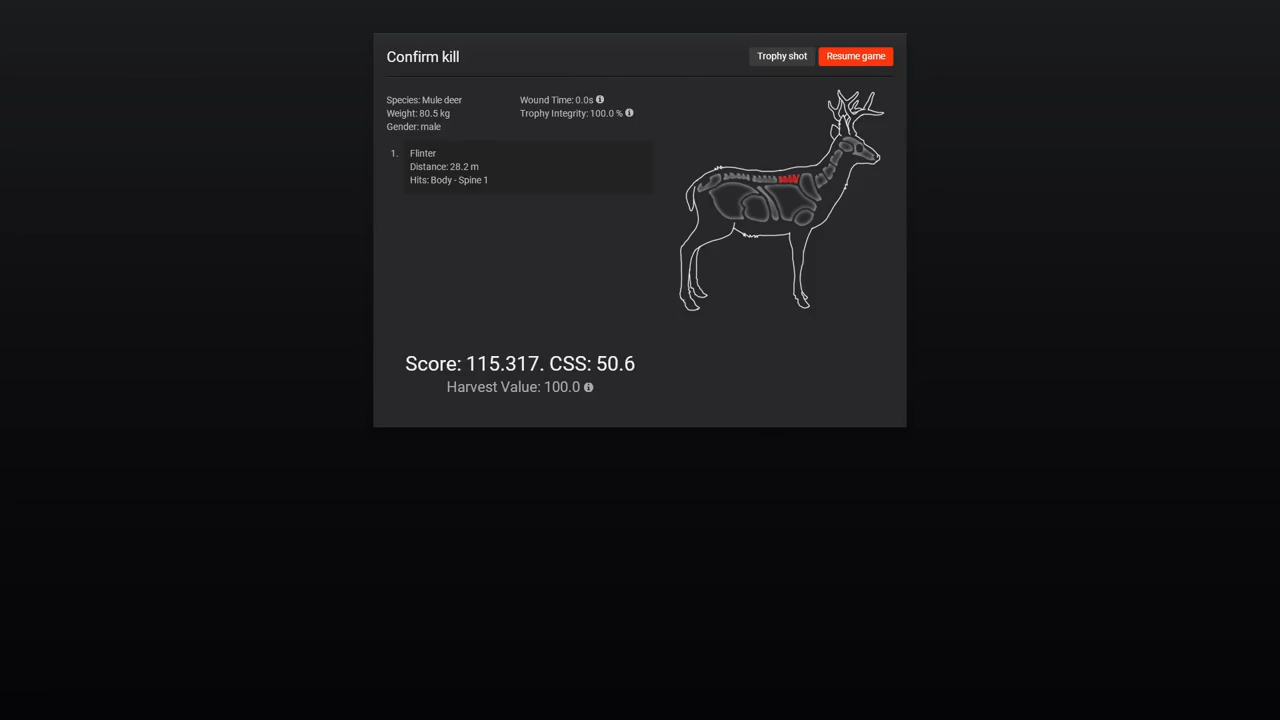 Confirm kill
Trophy shot
Resume game
Species: Mule deer
Weight: 80.5 kg
Gender: male
Wound Time: 0.0s
Trophy Integrity: 100.0 %
1.
Flinter
Distance: 28.2 m
Hits: Body - Spine 1
Score: 115.317. CSS: 50.6
Harvest Value: 100.0